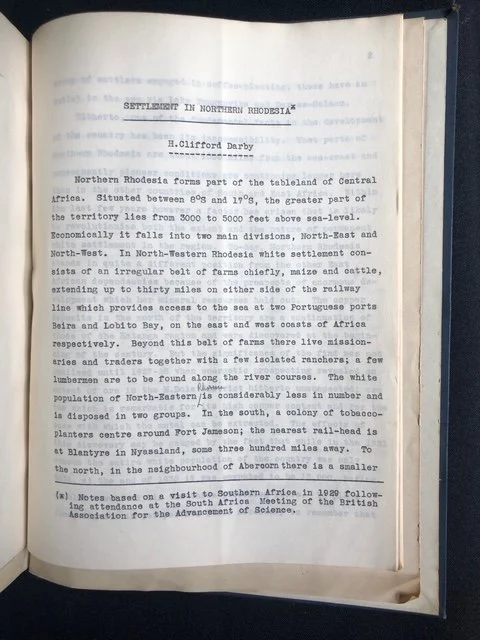 SETTLEMENT IN NORTHERN RHODESIA*
H.Clifford Darby
Northern Rhodesia forms part of the tableland of Central
Africa. Situated between 8°S and 17°S, the greater part of
the territory lies from 3000 to 5000 feet above sea-level.
Economically it falls into two main divisions, North-East and
North-West. In North-Western Rhodesia white settlement con-
sists of an irregular belt of farms chiefly, maize and cattle,
extending up to thirty miles on either side of the railway
line which provides access to the sea at two Portuguese ports
Beira and Lobito Bay, on the east and west coasts of Africa
respectively. Beyond this belt of farms there live mission-
aries and traders together with a few isolated ranchers; a few
lumbermen are to be found along the river courses. The white
population of North-Eastern is considerably less in number and
is disposed in two groups. In the south, a colony of tobacco-
planters centre around Fort Jameson; the nearest rail-head is
at Blantyre in Nyasaland, some three hundred miles away. To
the north, in the neighbourhood of Abercorn there is a smaller
(*) Notes based on a visit to Southern Africa in 1929 follow-
ing attendance at the South Africa Meeting of the British
Association for the Advancement of Science.